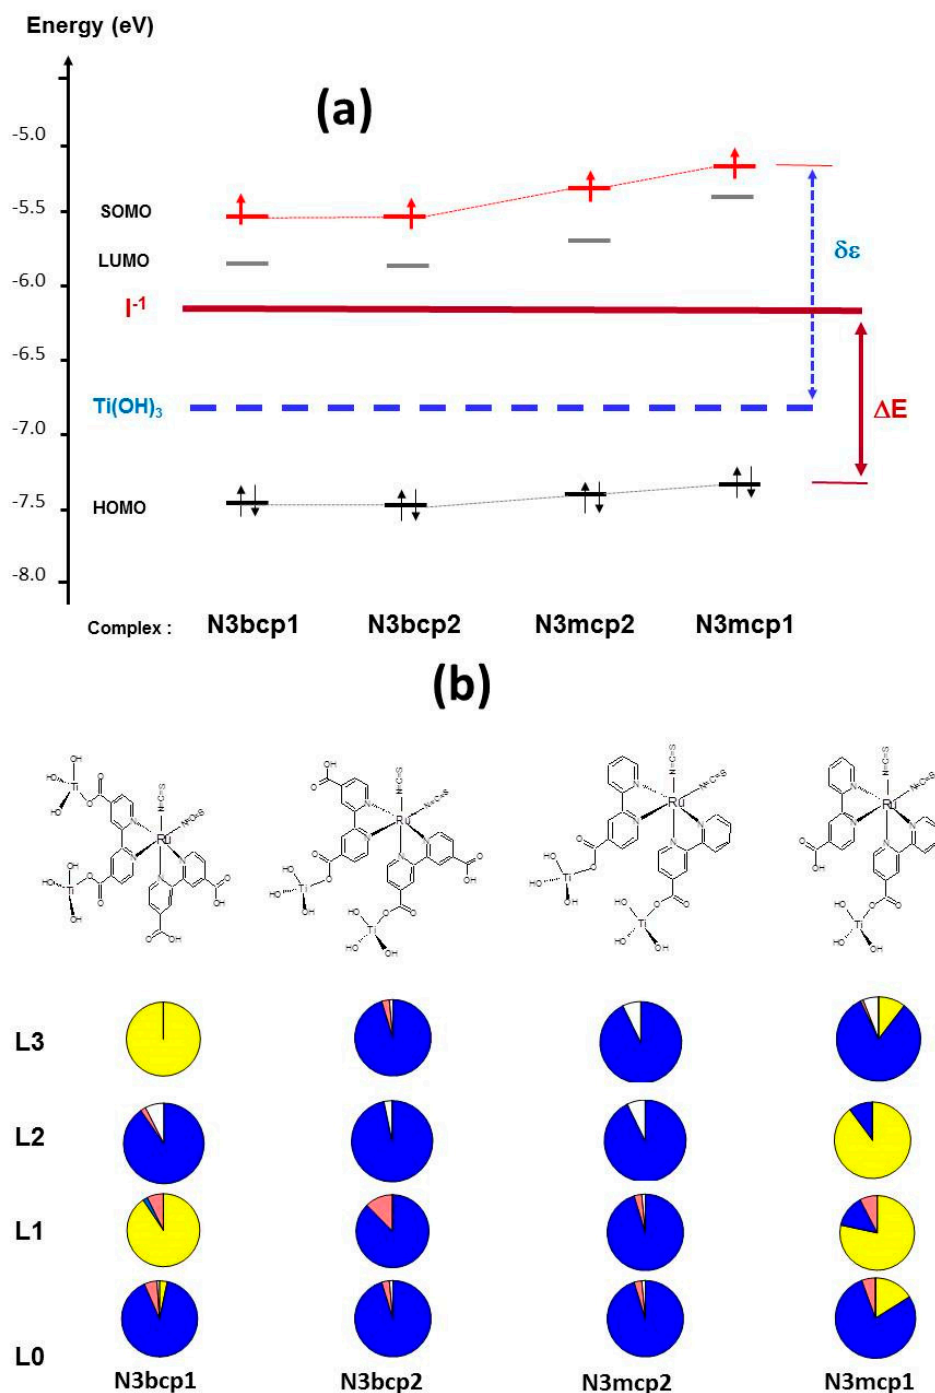 Energy (eV)
(a)
-5.0
-5.5
SOMO
δε
LUMO
-6.0
I⁻¹
-6.5
Ti(OH)₃
ΔE
-7.0
HOMO
-7.5
-8.0
Complex : N3bcp1 N3bcp2 N3mcp2 N3mcp1
(b)
L3
L2
L1
L0
N3bcp1 N3bcp2 N3mcp2 N3mcp1